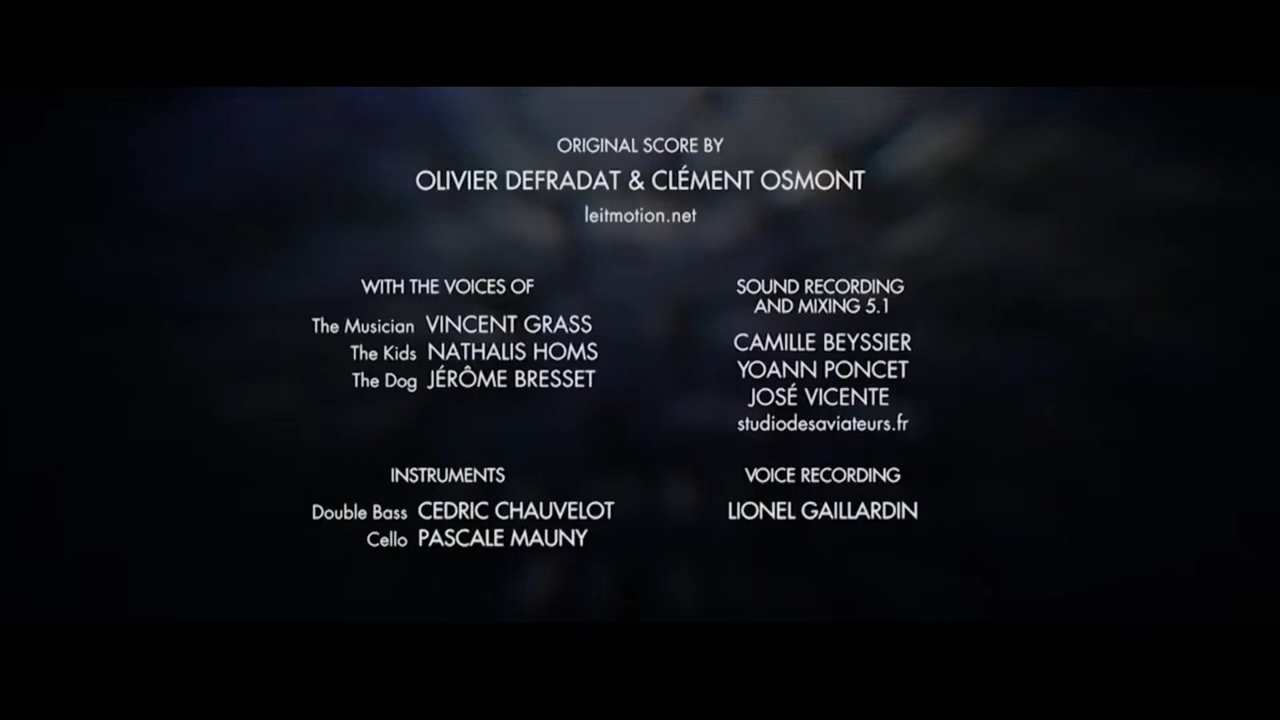 ORIGINAL SCORE BY
OLIVIER DEFRADAT & CLÉMENT OSMONT
leitmotion.net
WITH THE VOICES OF
The Musician VINCENT GRASS
The Kids NATHALIS HOMS
The Dog JÉRÔME BRESSET
SOUND RECORDING
AND MIXING 5.1
CAMILLE BEYSSIER
YOANN PONCET
JOSÉ VICENTE
studiodesaviateurs.fr
INSTRUMENTS
Double Bass CEDRIC CHAUVELOT
Cello PASCALE MAUNY
VOICE RECORDING
LIONEL GAILLARDIN